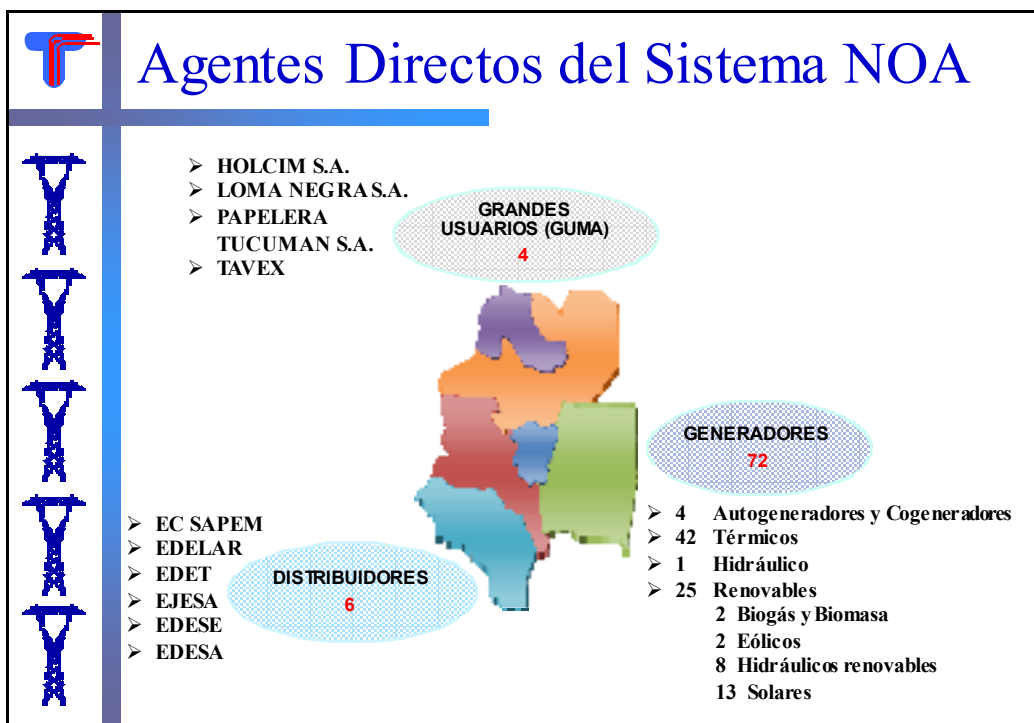 Agentes Directos del Sistema NOA
➢ HOLCIM S.A.
➢ LOMA NEGRA S.A.
➢ PAPELERA
TUCUMAN S.A.
➢ TAVEX
GRANDES
USUARIOS (GUMA)
4
GENERADORES
72
➢ 4 Autogeneradores y Cogeneradores
➢ 42 Térmicos
➢ 1 Hidráulico
➢ 25 Renovables
2 Biogás y Biomasa
2 Eólicos
8 Hidráulicos renovables
13 Solares
➢ EC SAPEM
➢ EDELAR
➢ EDET
➢ EJESA
➢ EDESE
➢ EDESA
DISTRIBUIDORES
6